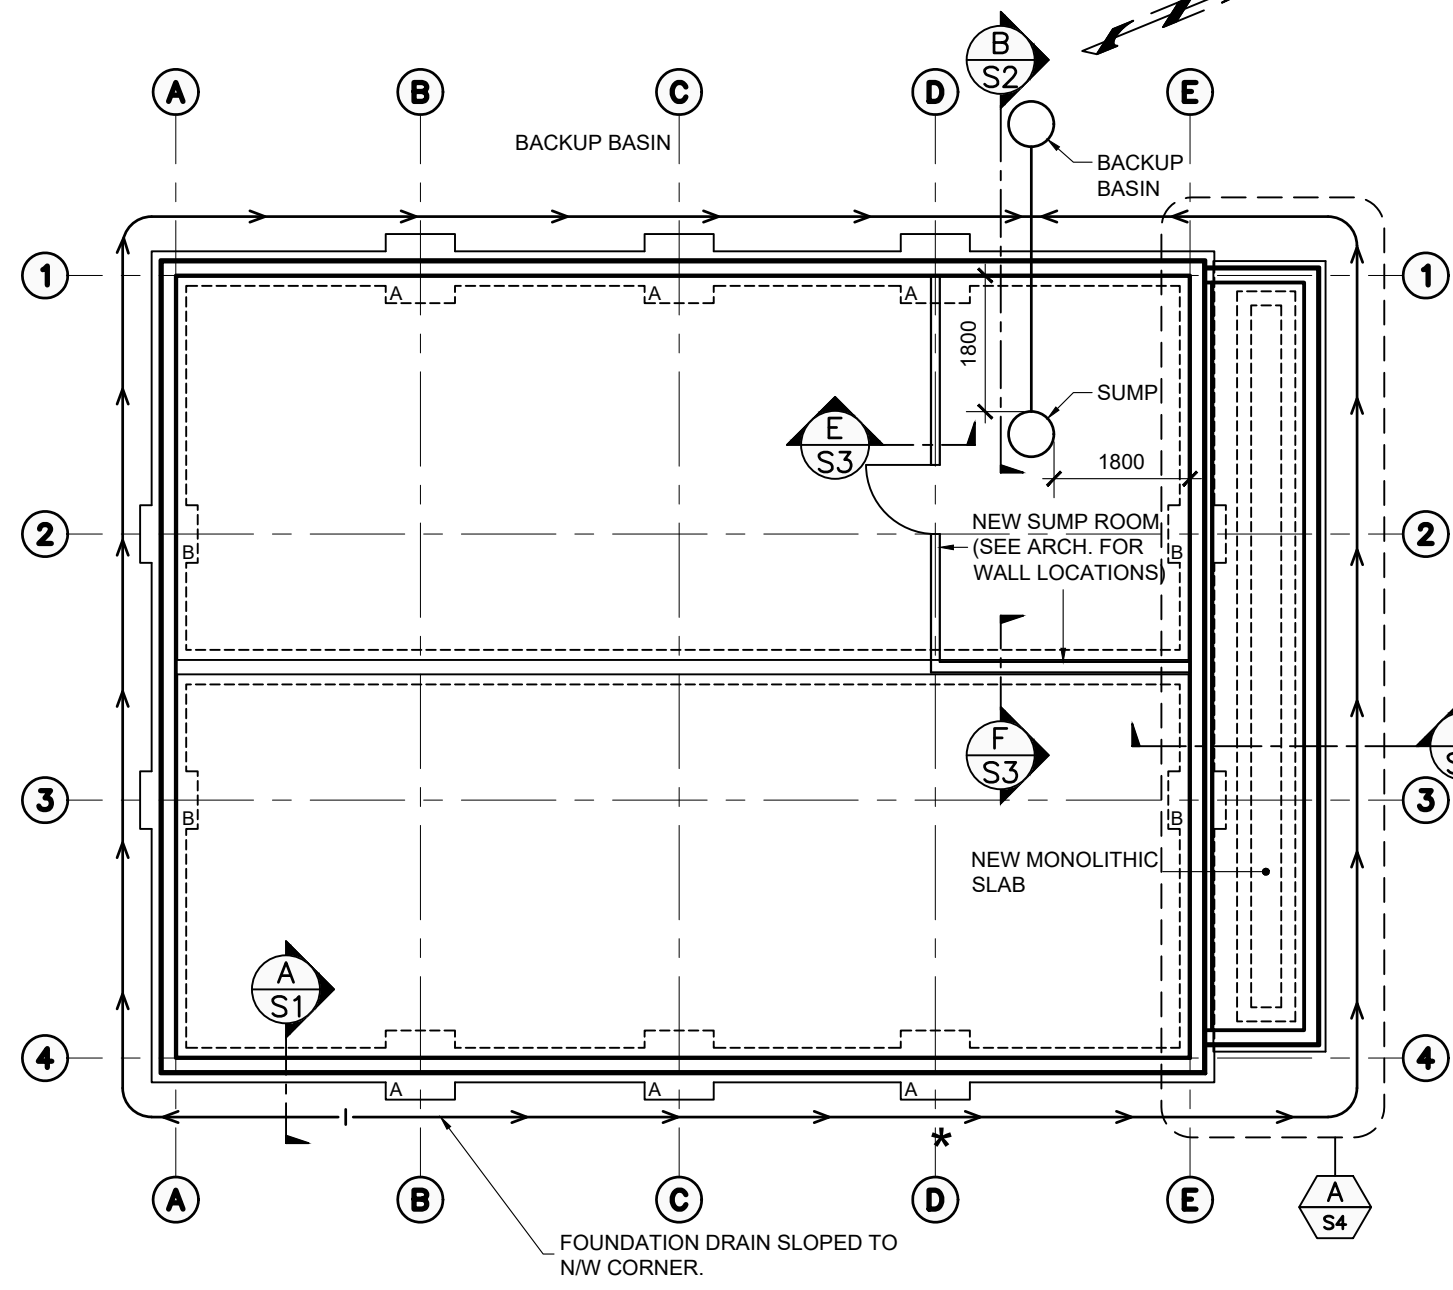 B
S2
A
B
C
D
E
BACKUP BASIN
BACKUP
BASIN
1
1
A
A
A
1800
SUMP
E
S3
1800
2
NEW SUMP ROOM
(SEE ARCH. FOR
WALL LOCATIONS)
2
B
B
F
S3
3
3
B
B
NEW MONOLITHIC
SLAB
A
S1
4
4
A
A
A
*
A
B
C
D
E
A
S4
FOUNDATION DRAIN SLOPED TO
N/W CORNER.